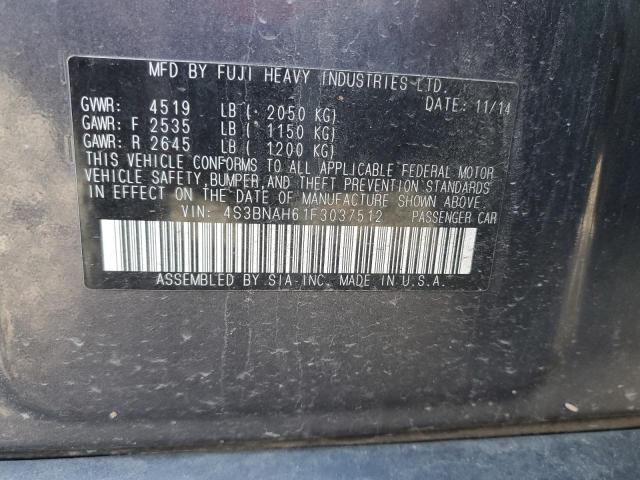 MFD BY FUJI HEAVY INDUSTRIES LTD.
GVWR: 4519 LB ( 2050 KG) DATE: 11/14
GAWR: F 2535 LB ( 1150 KG)
GAWR: R 2645 LB ( 1200 KG)
THIS VEHICLE CONFORMS TO ALL APPLICABLE FEDERAL MOTOR
VEHICLE SAFETY, BUMPER, AND THEFT PREVENTION STANDARDS
IN EFFECT ON THE DATE OF MANUFACTURE SHOWN ABOVE.
VIN: 4S3BNAH61F3037512 PASSENGER CAR
ASSEMBLED BY SIA-INC. MADE IN U.S.A.